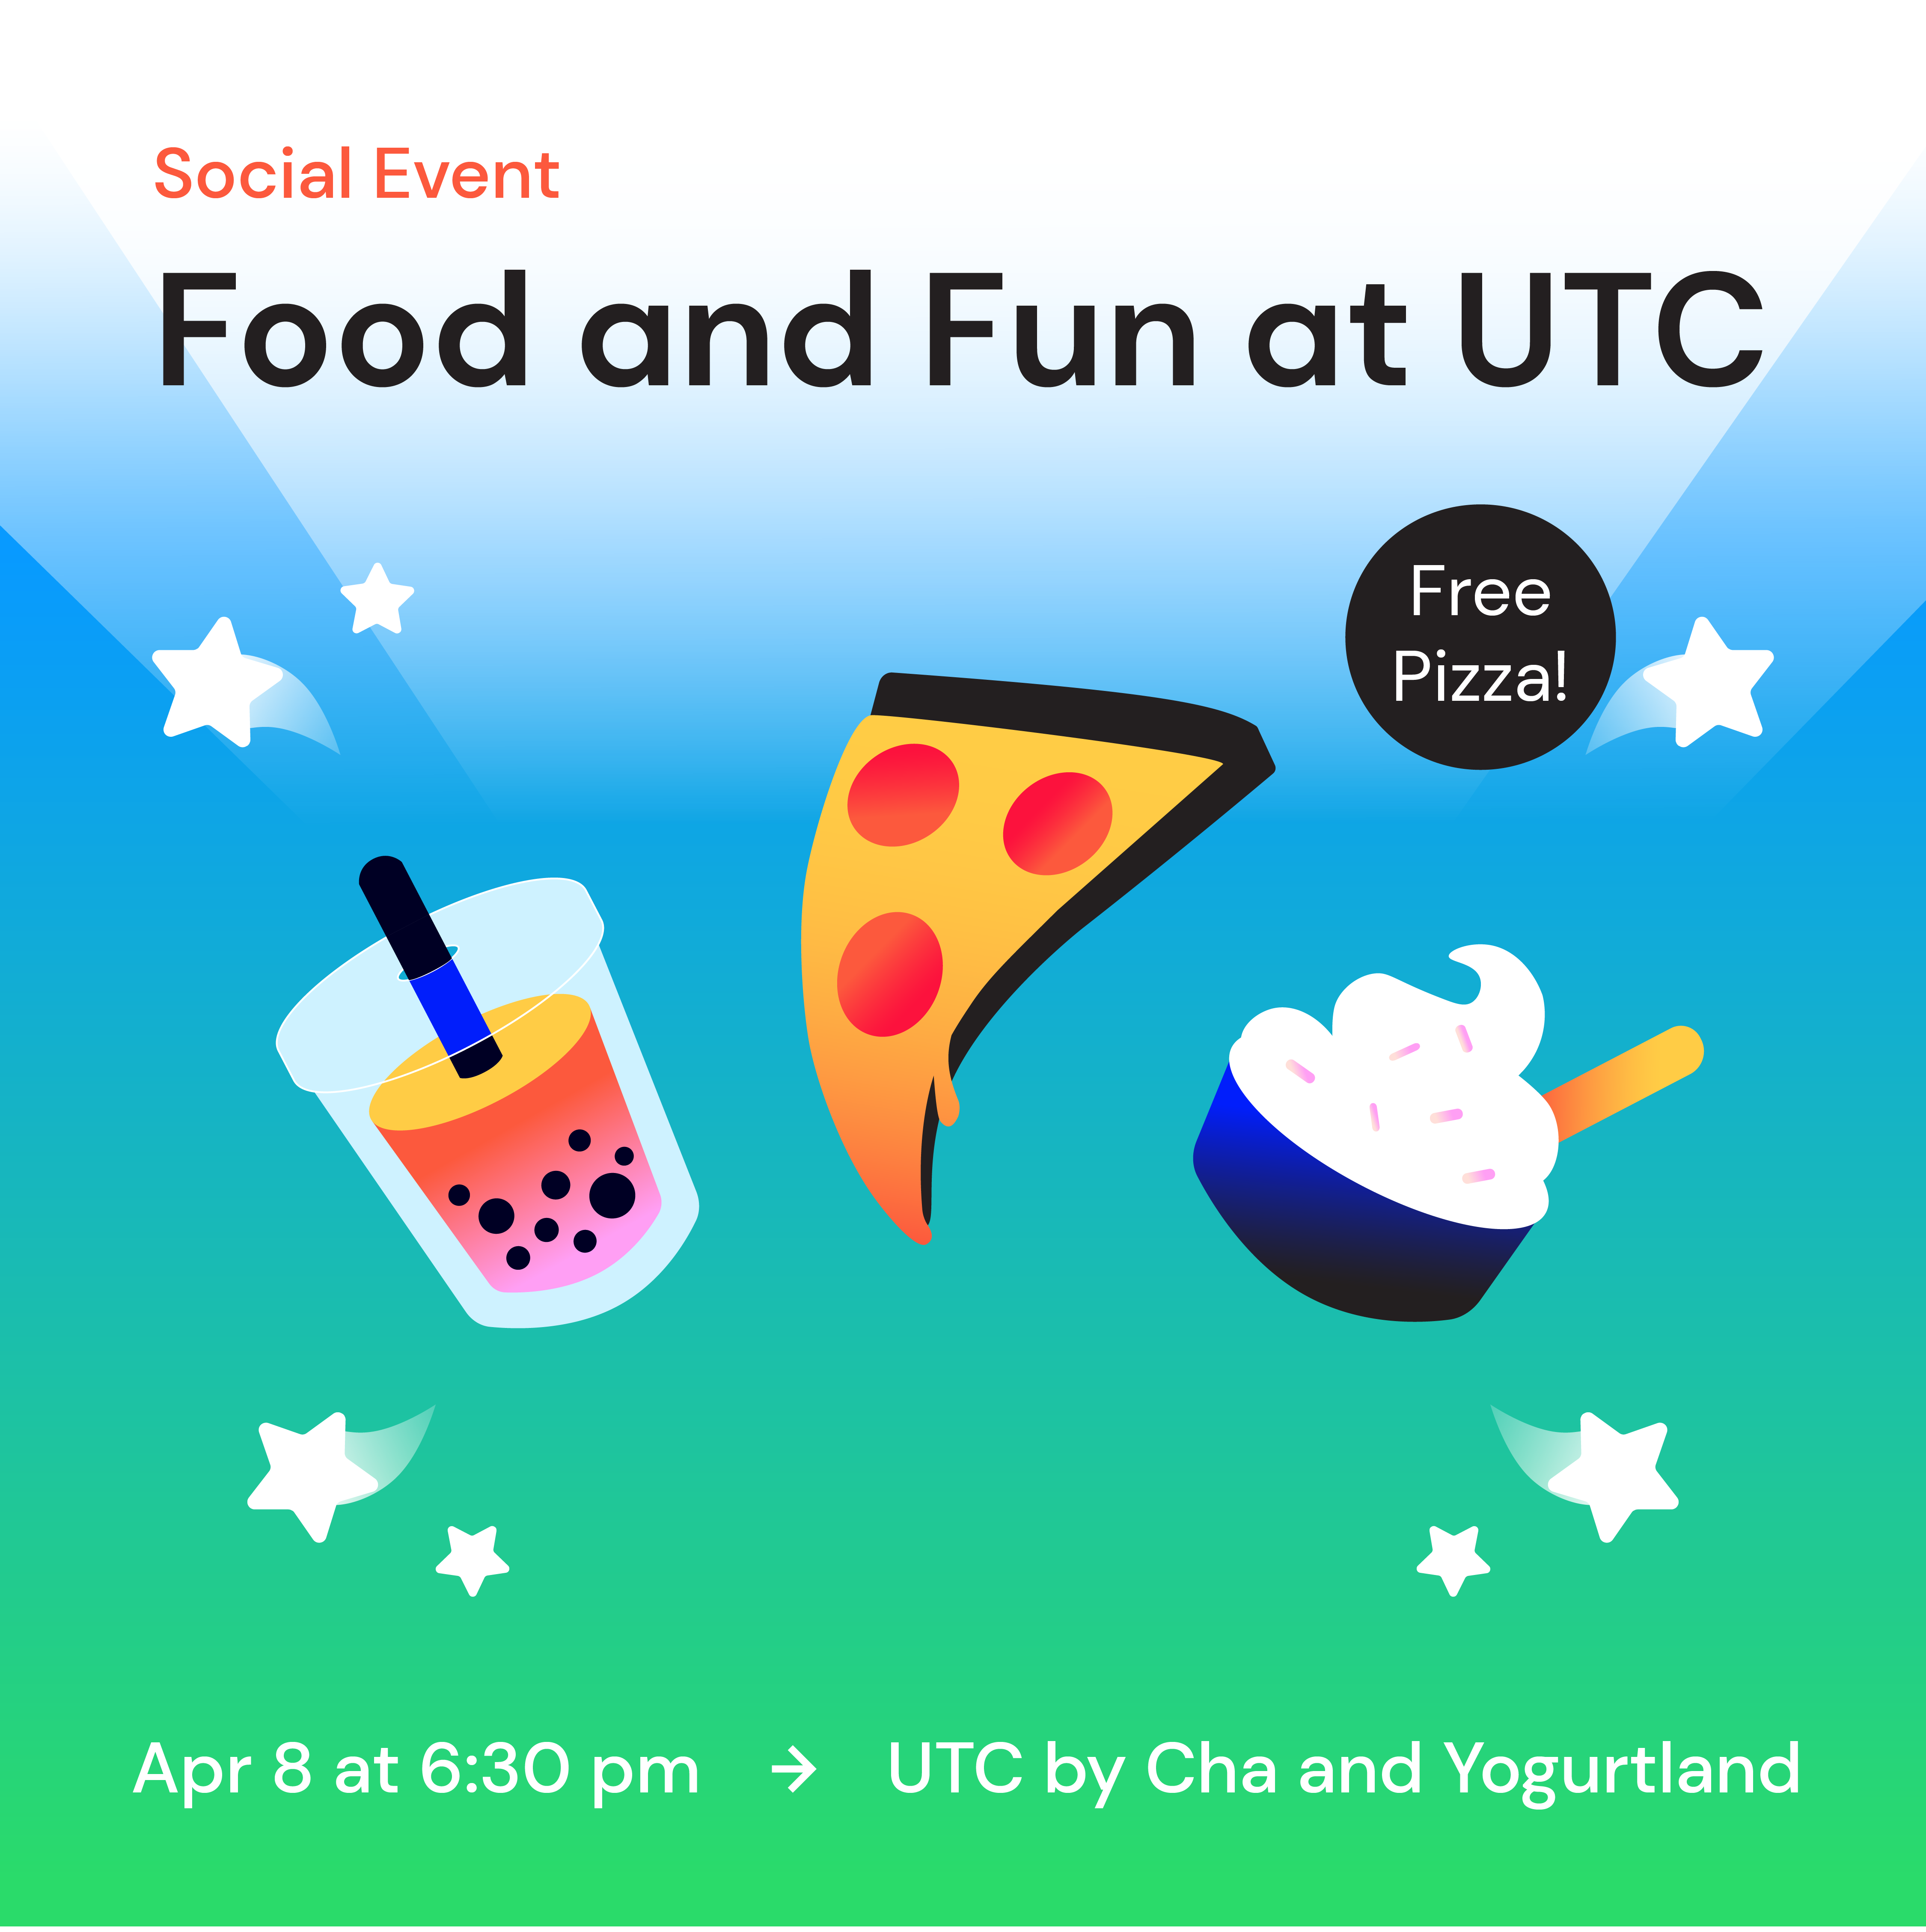 Social Event
Food and Fun at UTC
Free
Pizza!
Apr 8 at 6:30 pm → UTC by Cha and Yogurtland